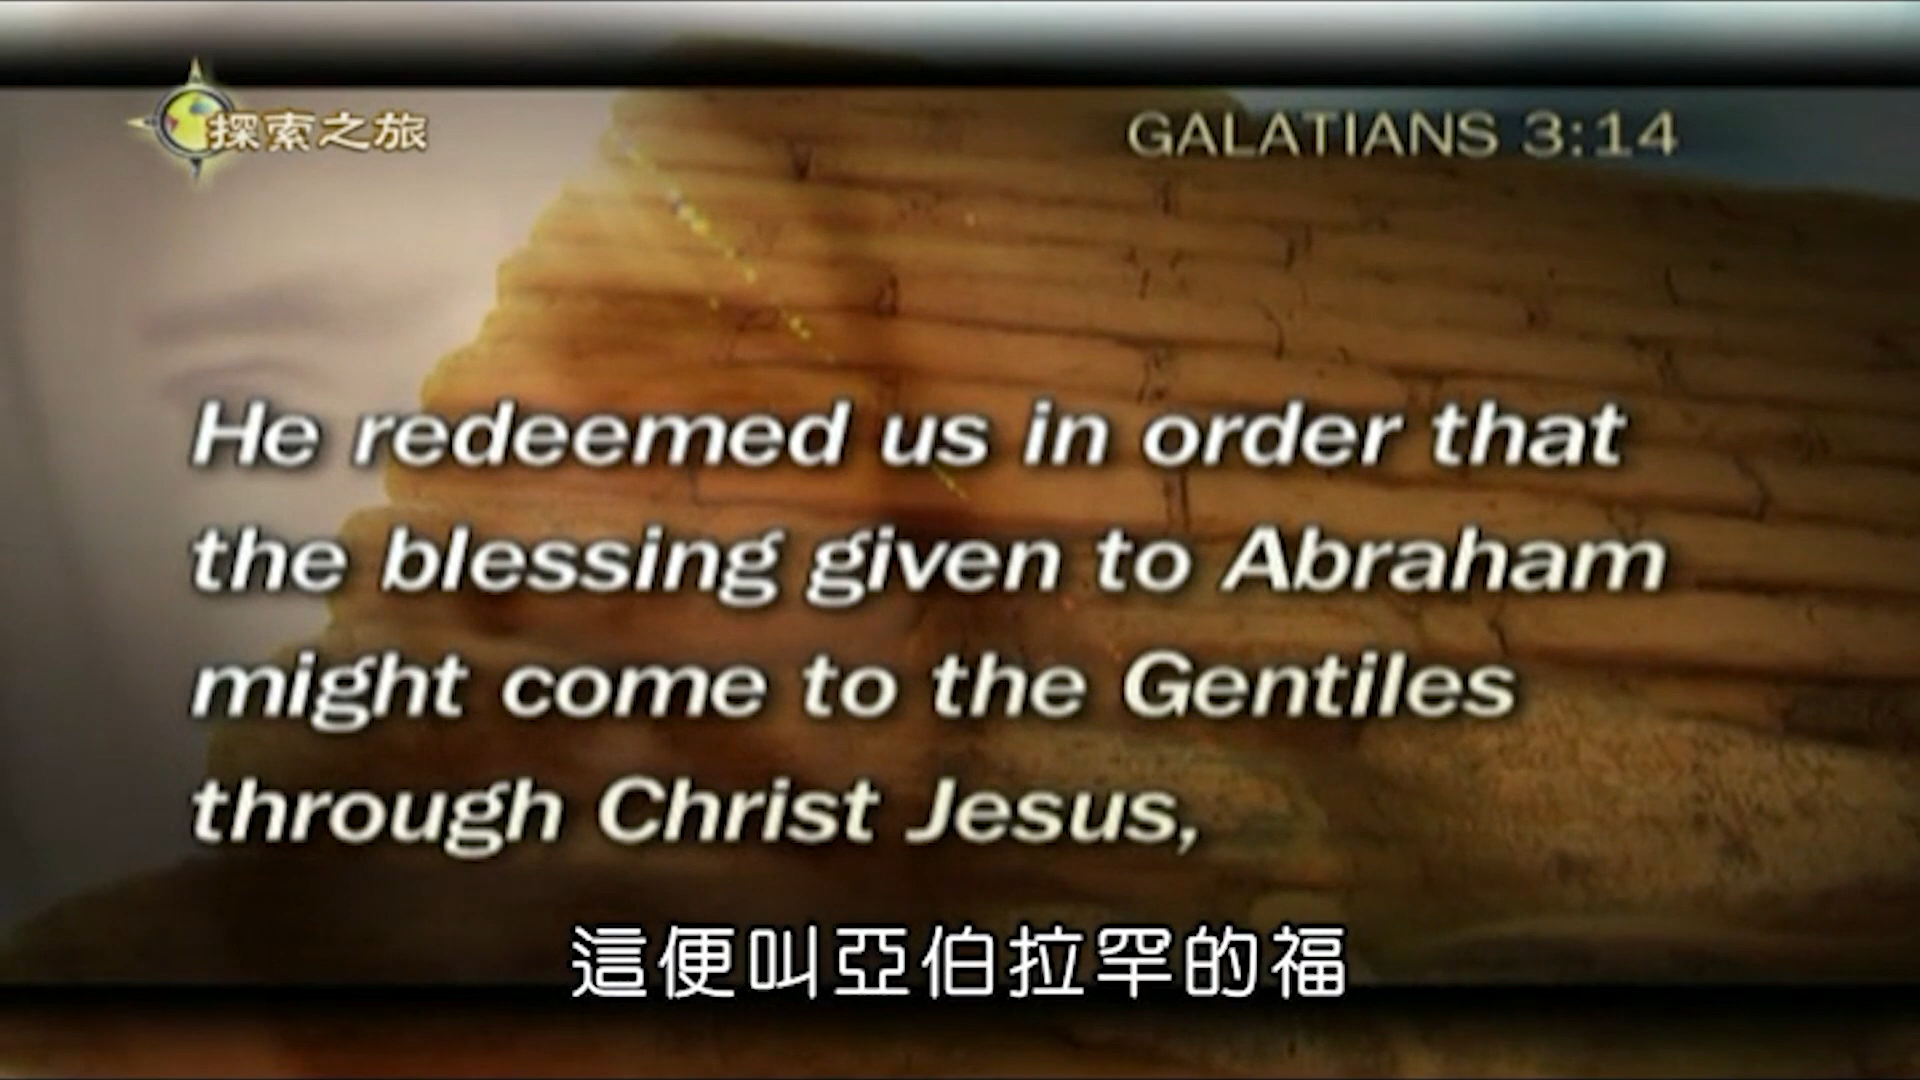 探索之旅
GALATIANS 3:14
He redeemed us in order that
the blessing given to Abraham
might come to the Gentiles
through Christ Jesus,
這便叫亞伯拉罕的福